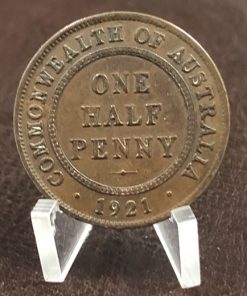 COMMONWEALTH OF AUSTRALIA
ONE
HALF
PENNY
· 1921 ·